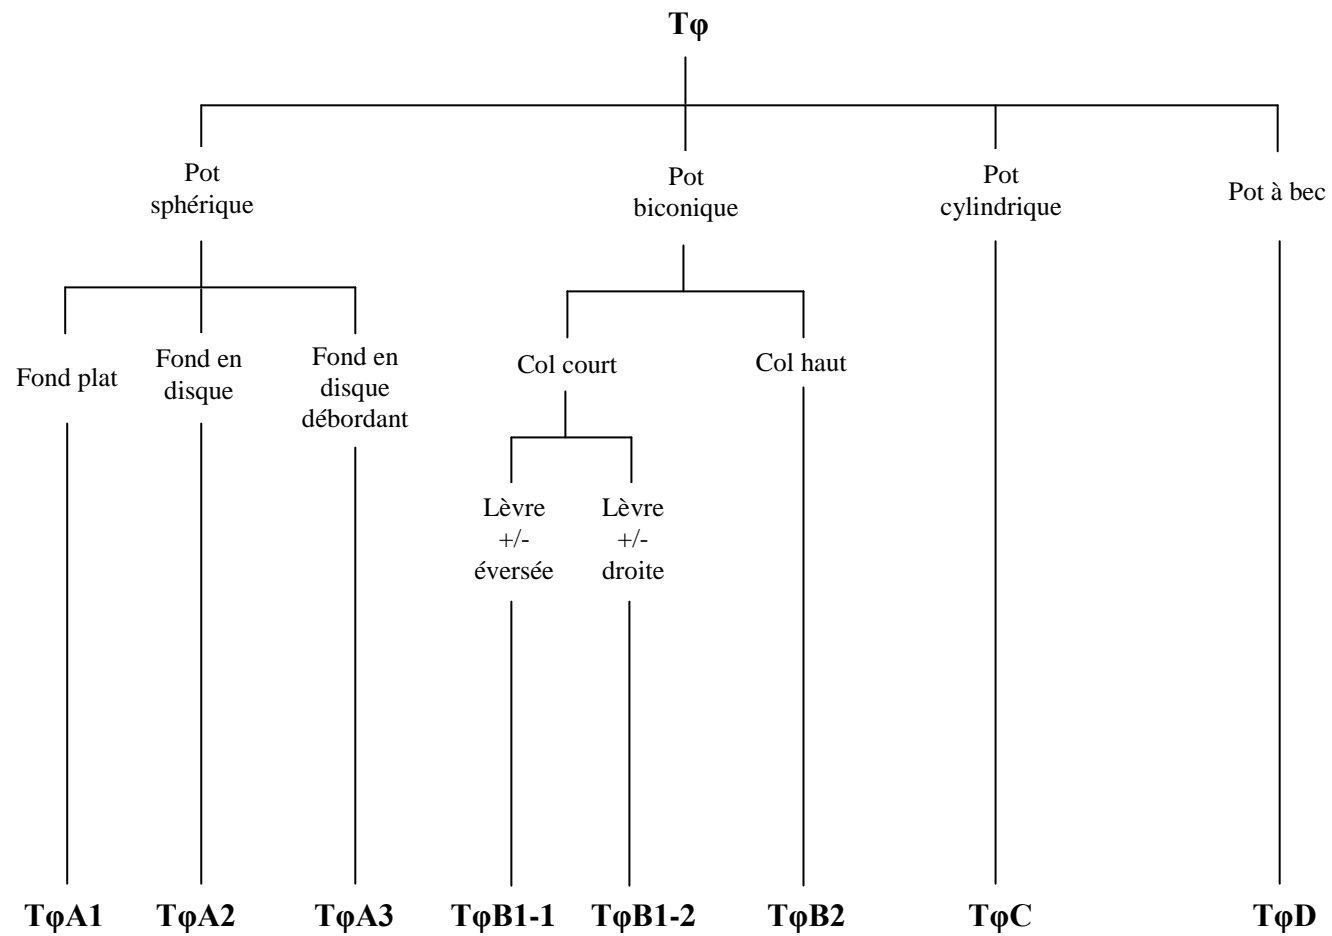 Tφ
Pot
sphérique
Pot
biconique
Pot
cylindrique
Pot à bec
Fond plat
Fond en
disque
Fond en
disque
débordant
Col court
Col haut
Lèvre
+/-
éversée
Lèvre
+/-
droite
TφA1
TφA2
TφA3
TφB1-1
TφB1-2
TφB2
TφC
TφD